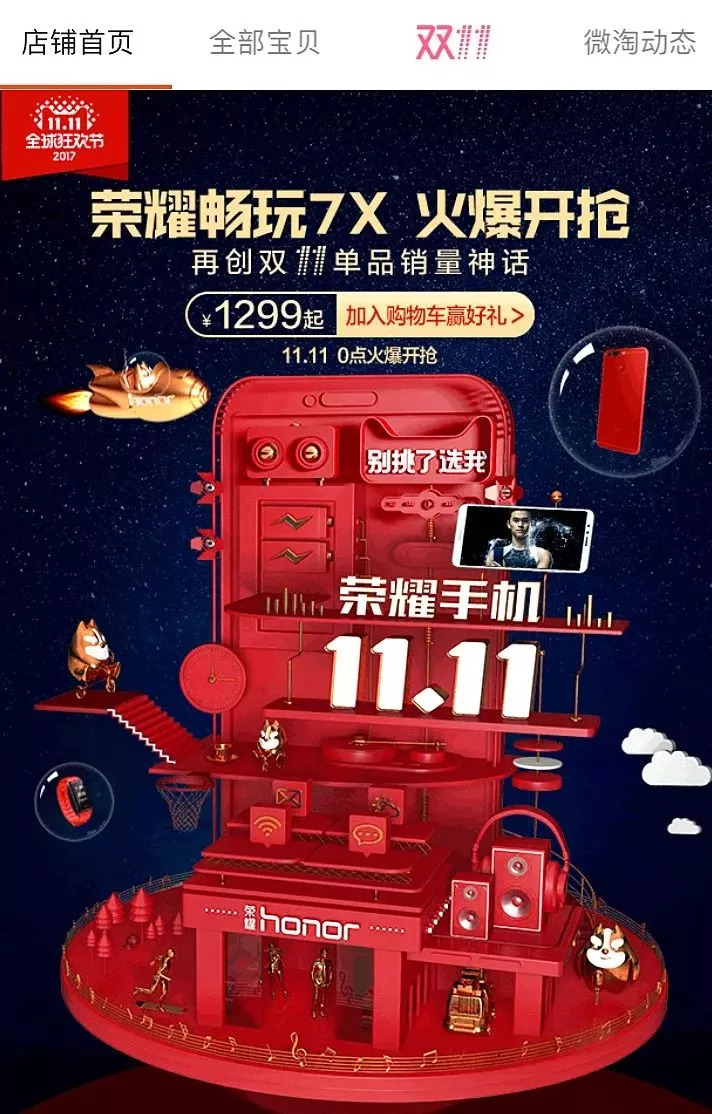 店铺首页 全部宝贝 双11 微淘动态
11.11
全球狂欢节
2017
荣耀畅玩7X 火爆开抢
再创双11单品销量神话
¥1299起 加入购物车赢好礼>
11.11 0点火爆开抢
honor
别挑了选我
荣耀手机
11.11
荣耀 honor